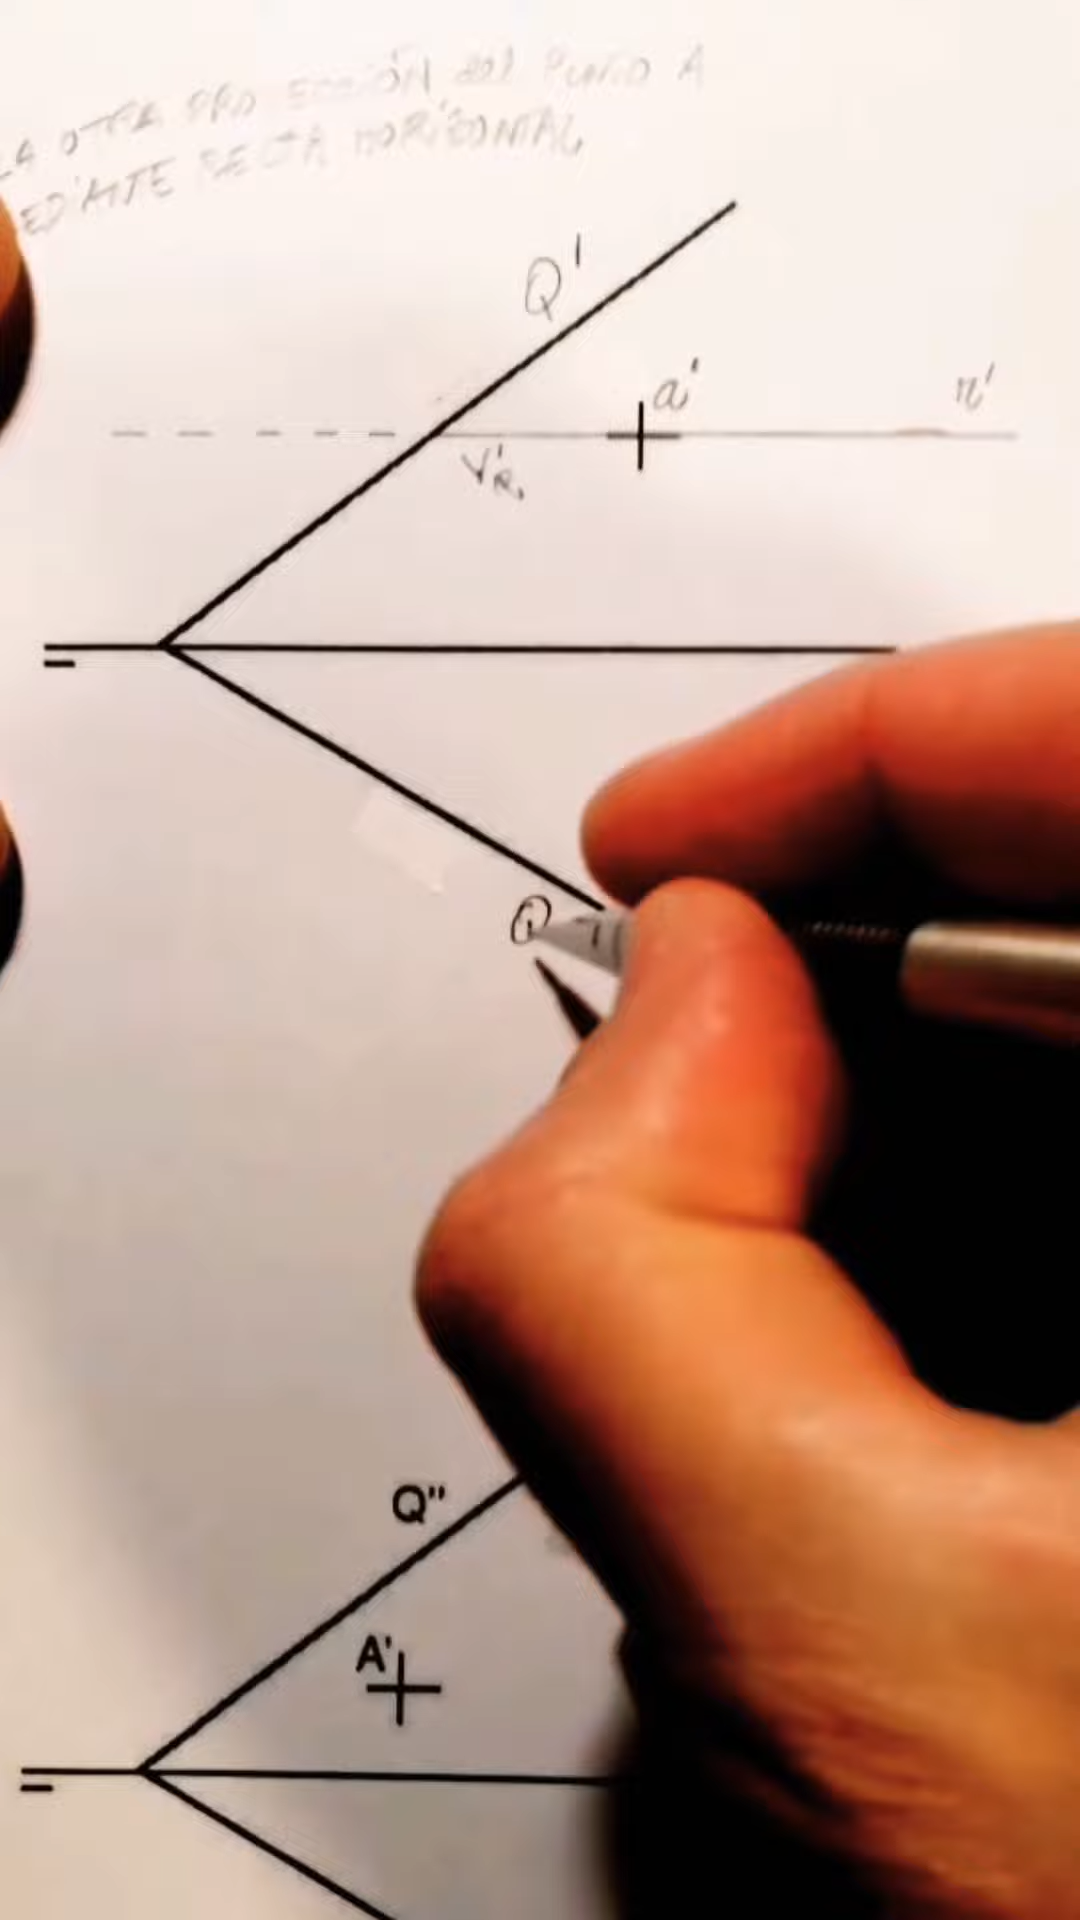 LA OTRA PROYECCIÓN del PUNTO A
MEDIANTE RECTA HORIZONTAL
Q'
a'
r'
V'R.
Q
Q"
A'